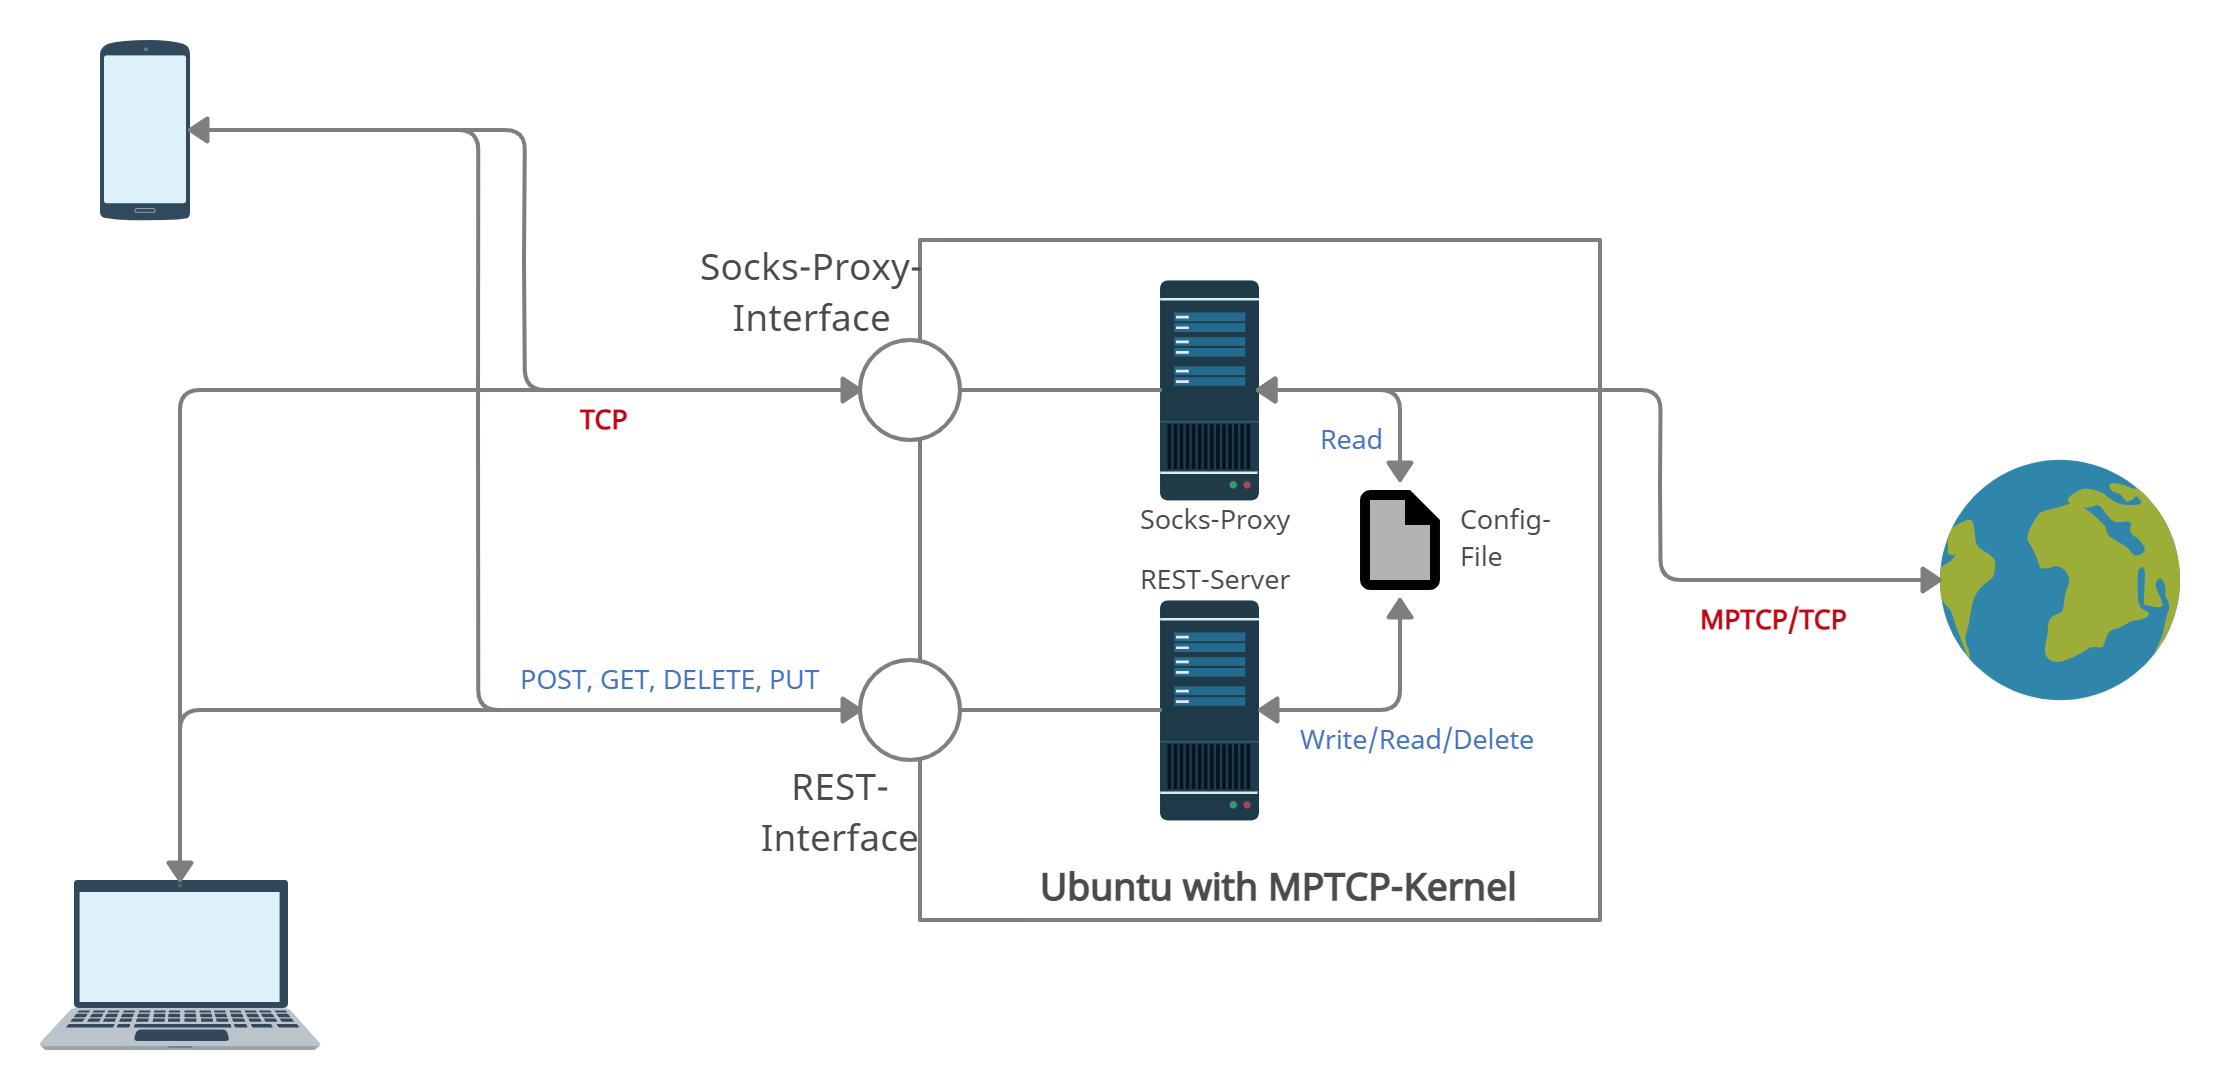 Socks-Proxy-
Interface
TCP
Read
Socks-Proxy
Config-
File
REST-Server
MPTCP/TCP
POST, GET, DELETE, PUT
Write/Read/Delete
REST-
Interface
Ubuntu with MPTCP-Kernel